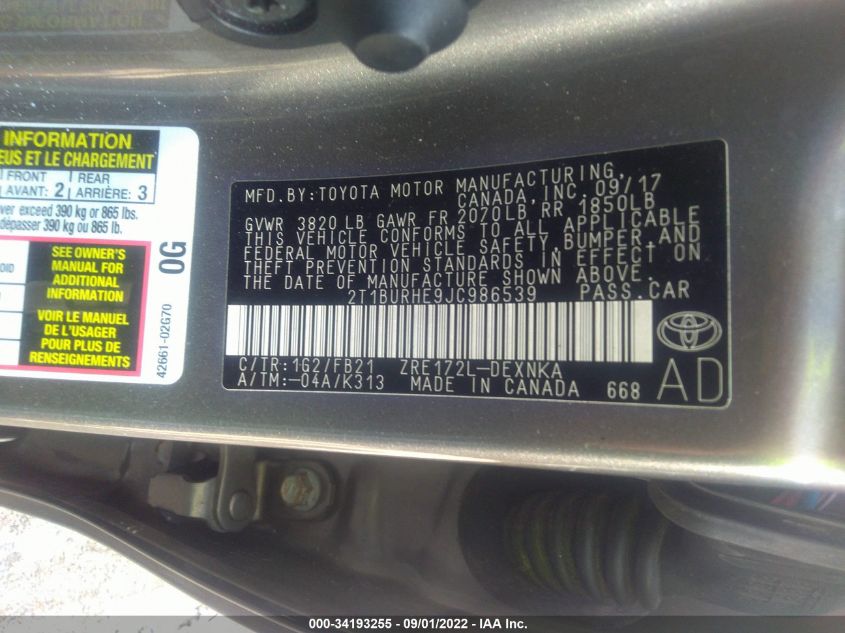 INFORMATION
EUS ET LE CHARGEMENT
FRONT
AVANT: 2
REAR
ARRIÈRE: 3
ver exceed 390 kg or 865 lbs.
dépasser 390 kg ou 865 lb.
OID
SEE OWNER'S
MANUAL FOR
ADDITIONAL
INFORMATION
VOIR LE MANUEL
DE L'USAGER
POUR PLUS DE
RENSEIGNEMENTS
0G
42661-02G70
MFD. BY: TOYOTA MOTOR MANUFACTURING,
CANADA, INC. 09/17
GVWR 3820 LB GAWR FR 2070LB RR 1850LB
THIS VEHICLE CONFORMS TO ALL APPLICABLE
FEDERAL MOTOR VEHICLE SAFETY, BUMPER, AND
THEFT PREVENTION STANDARDS IN EFFECT ON
THE DATE OF MANUFACTURE SHOWN ABOVE.
2T1BURHE9JC986539 PASS. CAR
C/TR: 1G2/FB21 ZRE172L-DEXNKA
A/TM: -04A/K313 MADE IN CANADA 668
AD
000-34193255 - 09/01/2022 - IAA Inc.